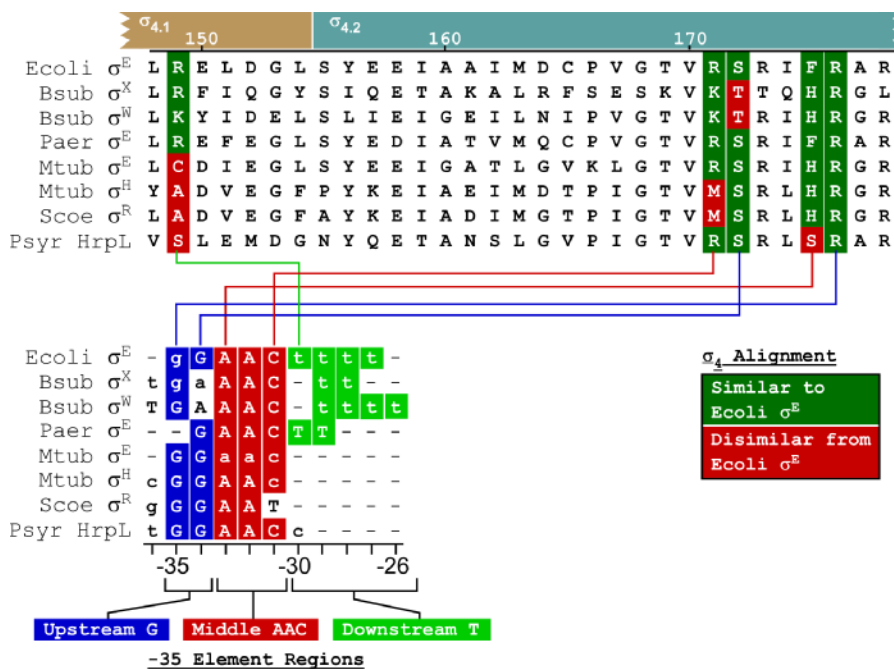 σ4.1 σ4.2
150 160 170
Ecoli σE L R E L D G L S Y E E I A A I M D C P V G T V R S R I F R A R
Bsub σX L R F I Q G Y S I Q E T A K A L R F S E S K V K T T Q H R G L
Bsub σW L K Y I D E L S L I E I G E I L N I P V G T V K T R I H R G R
Paer σE L R E F E G L S Y E D I A T V M Q C P V G T V R S R I F R A R
Mtub σE L C D I E G L S Y E E I G A T L G V K L G T V R S R I H R G R
Mtub σH Y A D V E G F P Y K E I A E I M D T P I G T V M S R L H R G R
Scoe σR L A D V E G F A Y K E I A D I M G T P I G T V M S R L H R G R
Psyr HrpL V S L E M D G N Y Q E T A N S L G V P I G T V R S R L S R A R
Ecoli σE - g G A A C t t t t -
Bsub σX t g a A A C - t t - -
Bsub σW T G A A A C - t t t t
Paer σE - - G A A C T T - - -
Mtub σE - G G a a c - - - - -
Mtub σH c G G A A c - - - - -
Scoe σR g G G A A T - - - - -
Psyr HrpL t G G A A C c - - - -
-35 -30 -26
Upstream G Middle AAC Downstream T
-35 Element Regions
σ4 Alignment
Similar to
Ecoli σE
Disimilar from
Ecoli σE